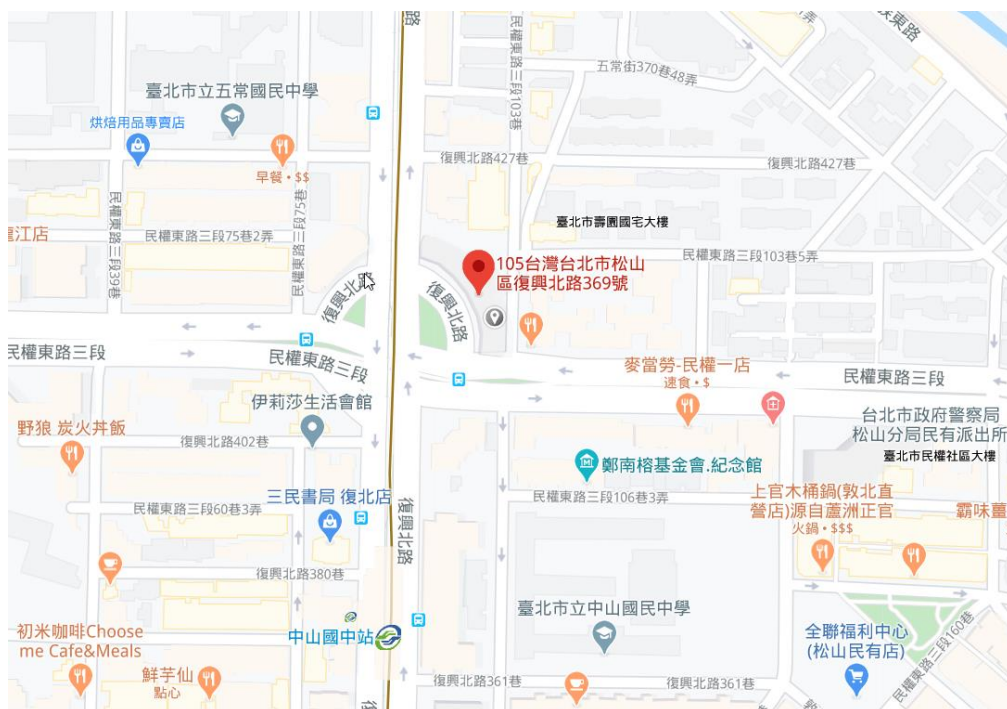 路
溪東路
五常街370巷48弄
民權東路三段103巷
臺北市立五常國民中學
烘焙用品專賣店
早餐・$$
復興北路427巷
復興北路427巷
民權東路三段39巷
民權東路三段75巷
龍江店
民權東路三段75巷2弄
臺北市壽園國宅大樓
民權東路三段103巷5弄
105台灣台北市松山
區復興北路369號
復興北路
復興北路
民權東路三段
民權東路三段
民權東路三段
麥當勞-民權一店
速食・$
伊莉莎生活會館
野狼 炭火丼飯
復興北路402巷
台北市政府警察局
松山分局民有派出所
臺北市民權社區大樓
鄭南榕基金會.紀念館
三民書局 復北店
民權東路三段60巷3弄
復興北路
民權東路三段106巷3弄
上官木桶鍋(敦北直
營店)源自蘆洲正官
火鍋・$$$
霸味薑
復興北路380巷
臺北市立中山國民中學
中山國中站
初米咖啡Choose
me Cafe&Meals
鮮芋仙
點心
全聯福利中心
(松山民有店)
民權東路三段160巷
復興北路361巷
復興北路361巷